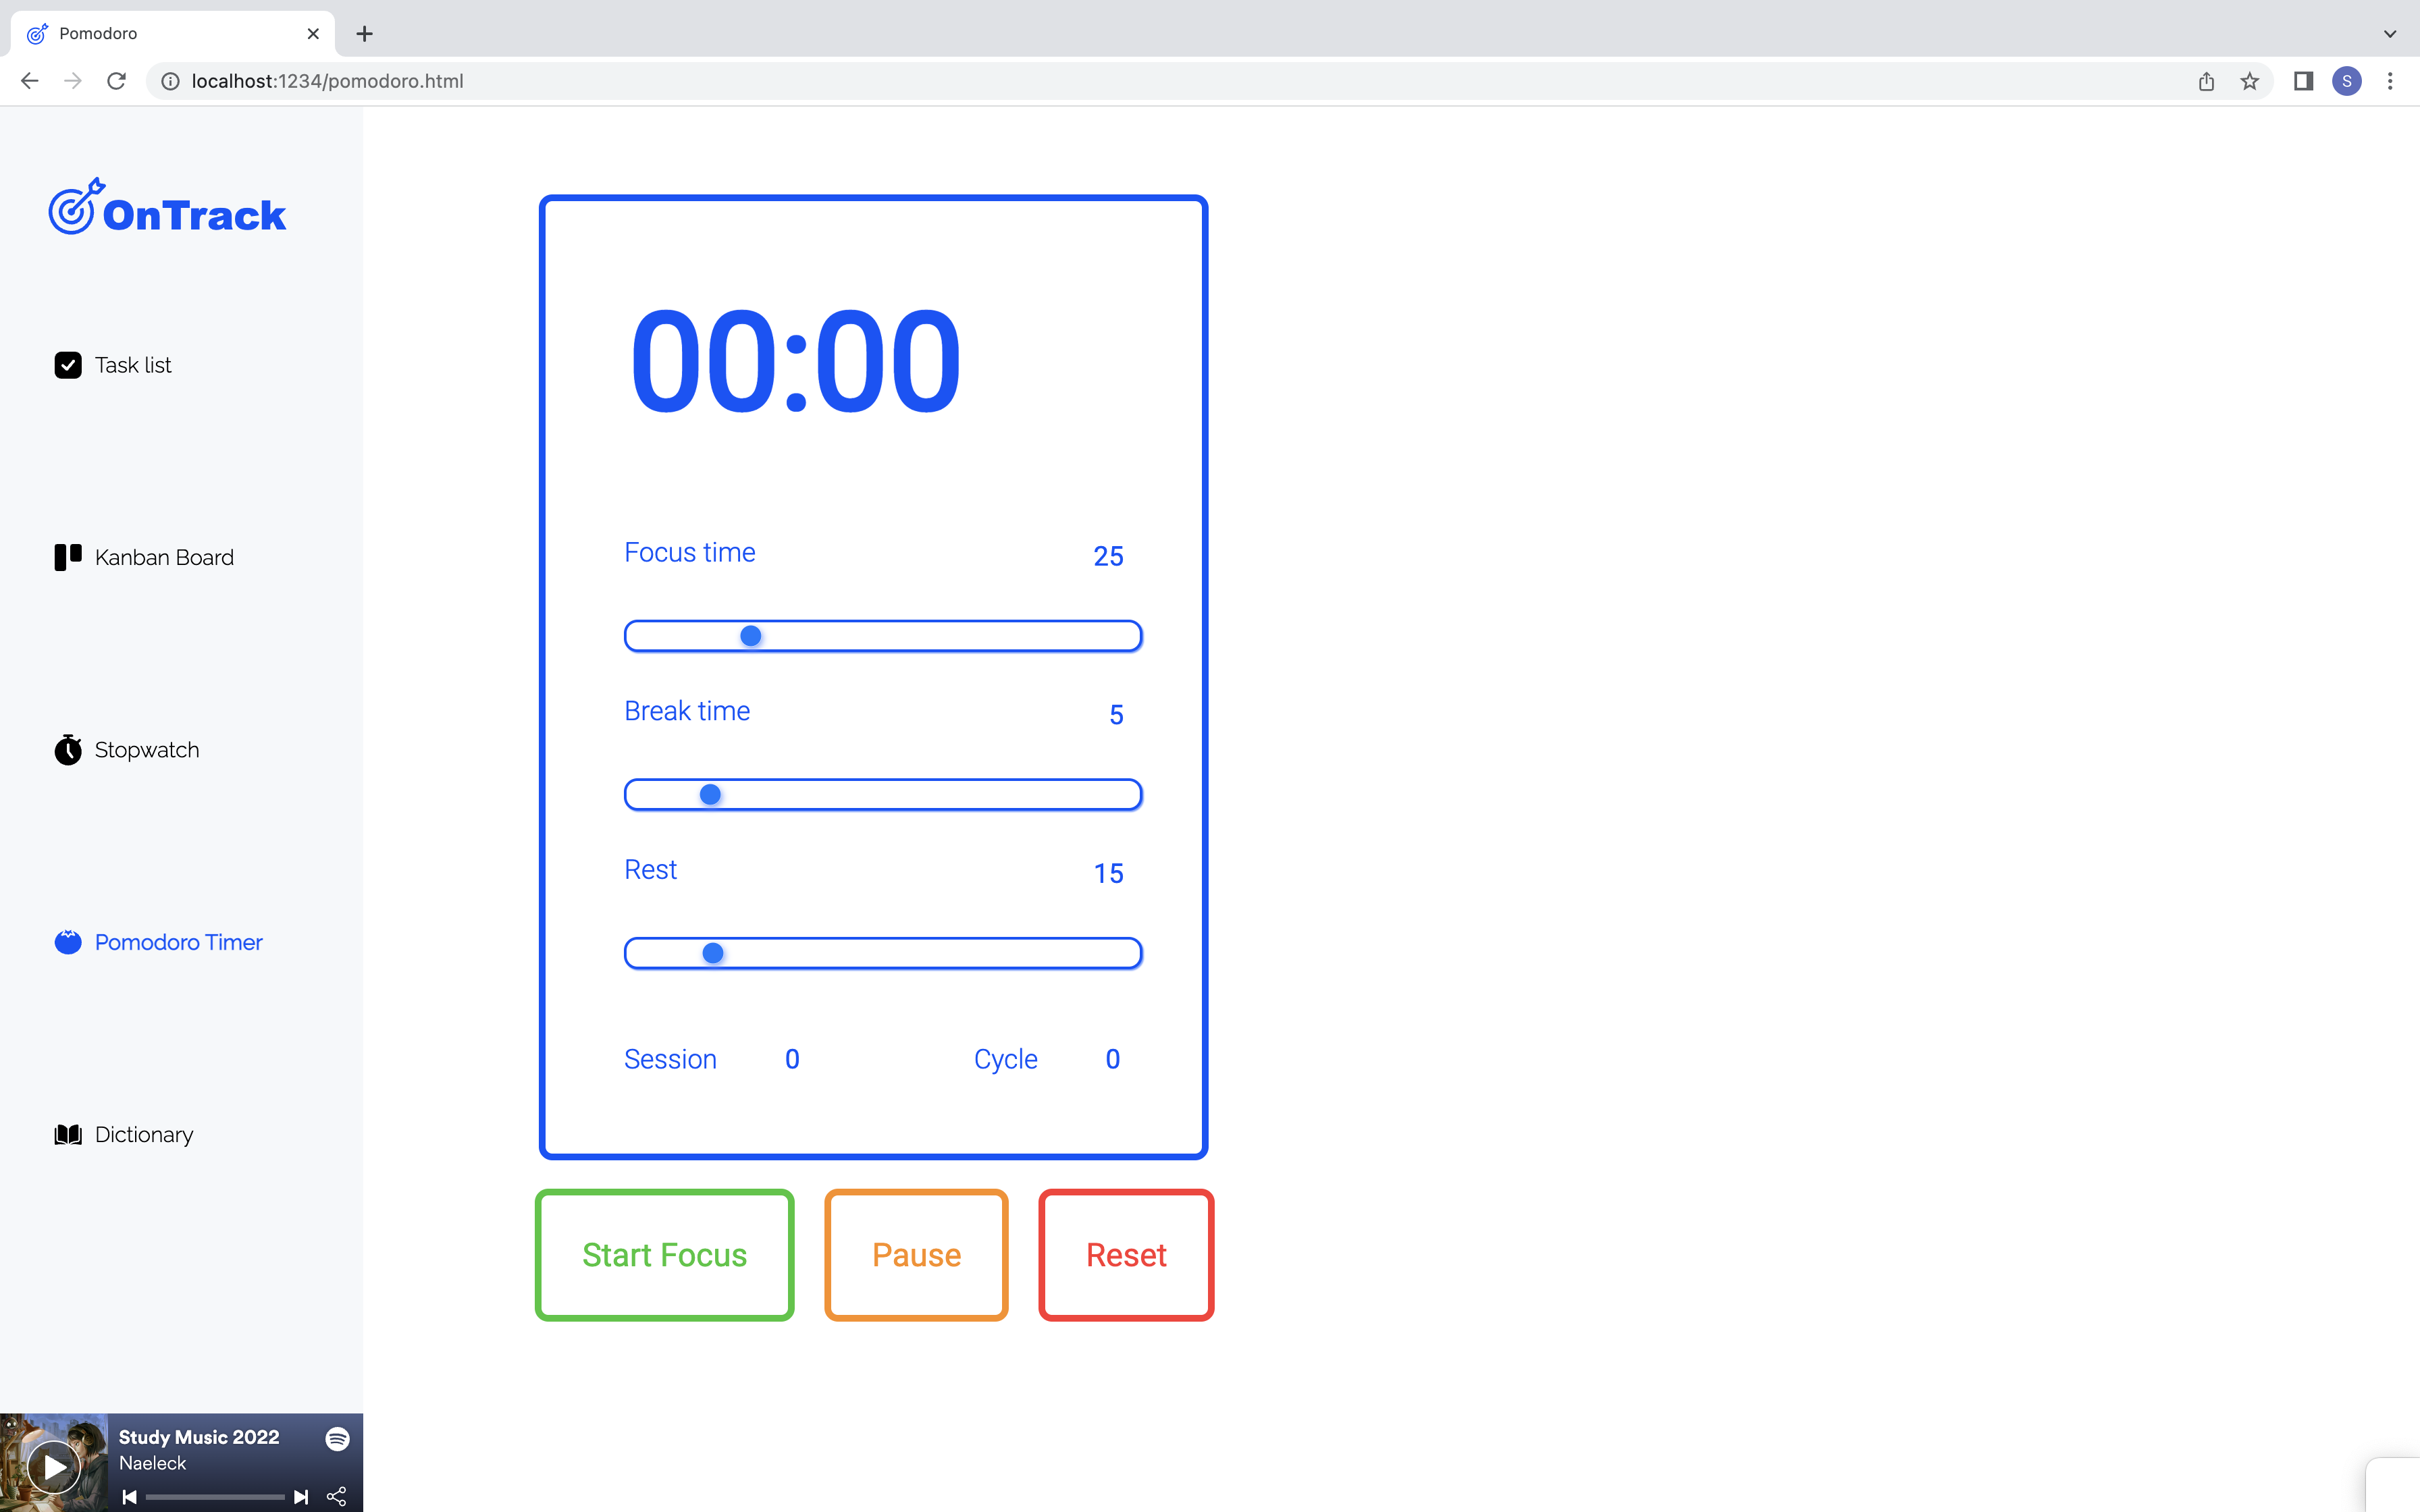 Pomodoro
localhost:1234/pomodoro.html
S
OnTrack
Task list
Kanban Board
Stopwatch
Pomodoro Timer
Dictionary
Study Music 2022
Naeleck
00:00
Focus time 25
Break time 5
Rest 15
Session 0 Cycle 0
Start Focus Pause Reset